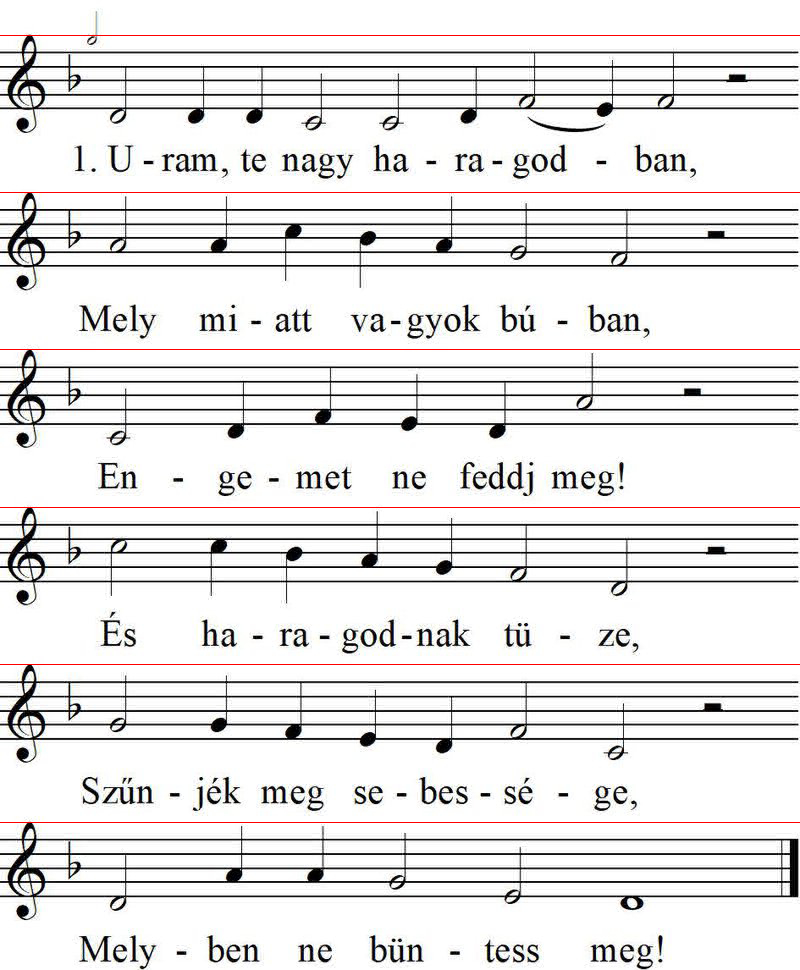 1. U - ram, te nagy ha - ra - god - ban,
Mely mi - att va - gyok bú - ban,
En - ge - met ne feddj meg!
És ha - ra - god - nak tü - ze,
Szűn - jék meg se - bes - sé - ge,
Mely - ben ne bün - tess meg!